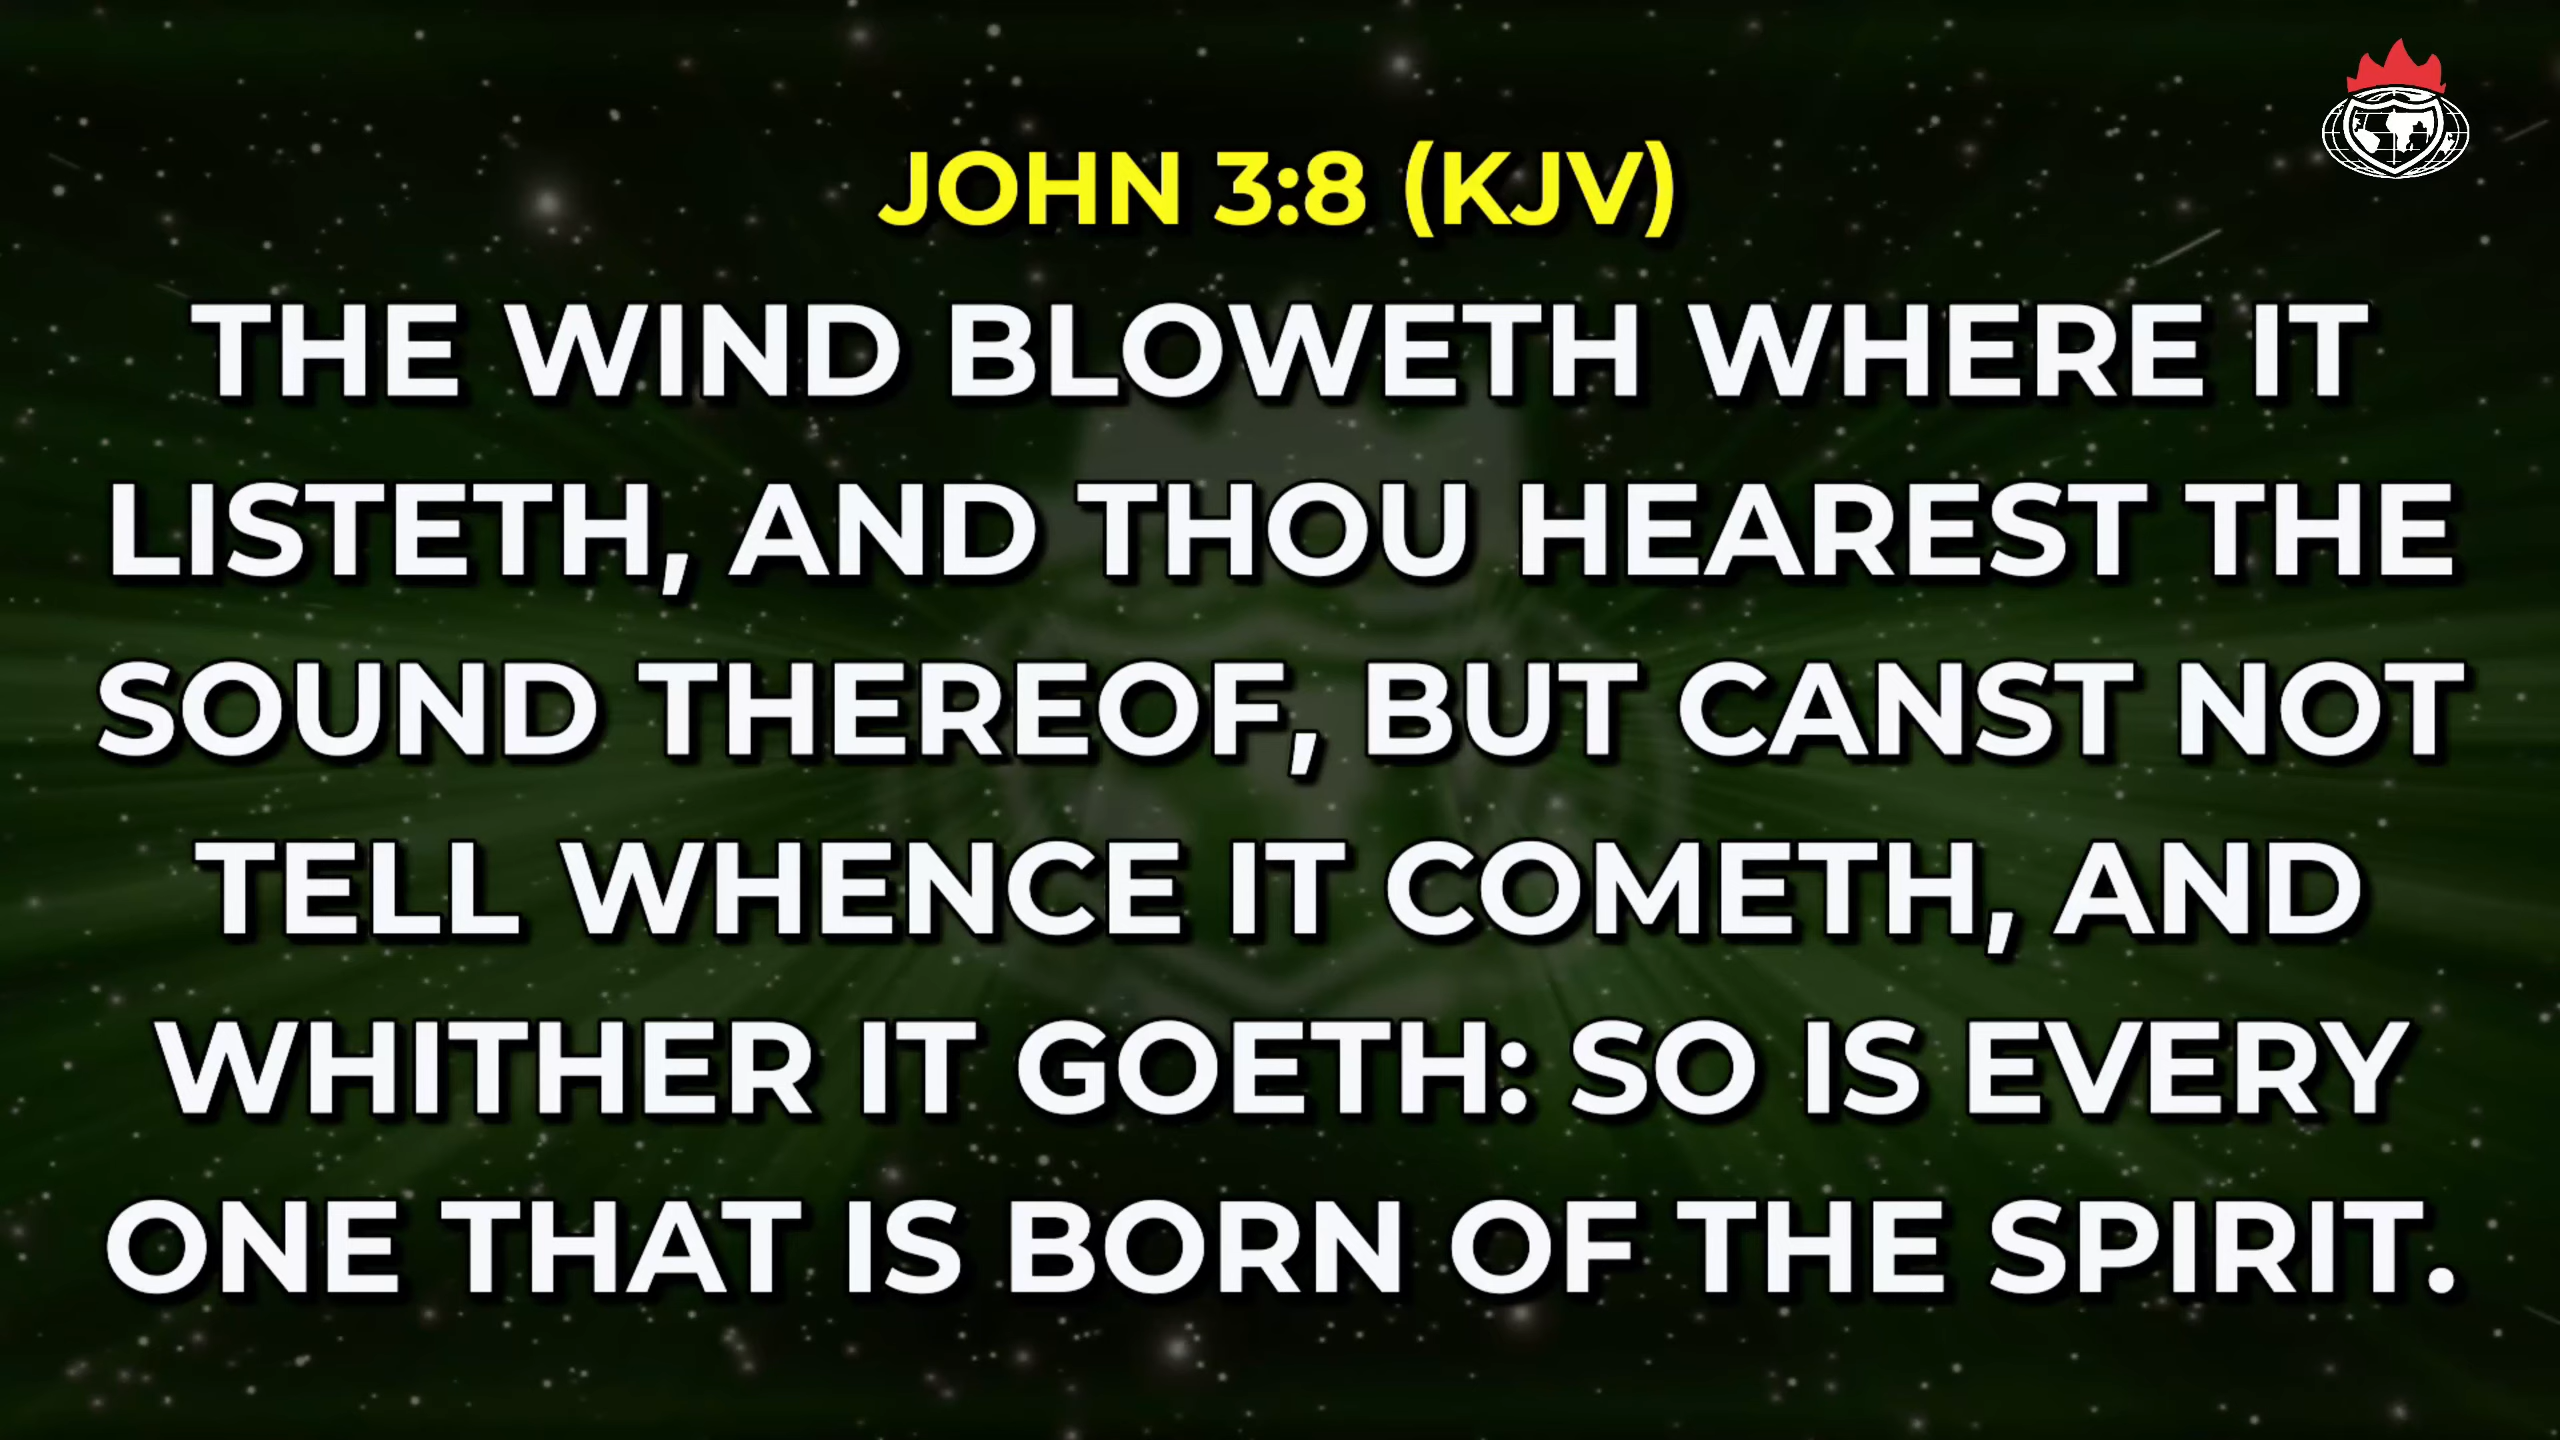 JOHN 3:8 (KJV)
THE WIND BLOWETH WHERE IT
LISTETH, AND THOU HEAREST THE
SOUND THEREOF, BUT CANST NOT
TELL WHENCE IT COMETH, AND
WHITHER IT GOETH: SO IS EVERY
ONE THAT IS BORN OF THE SPIRIT.